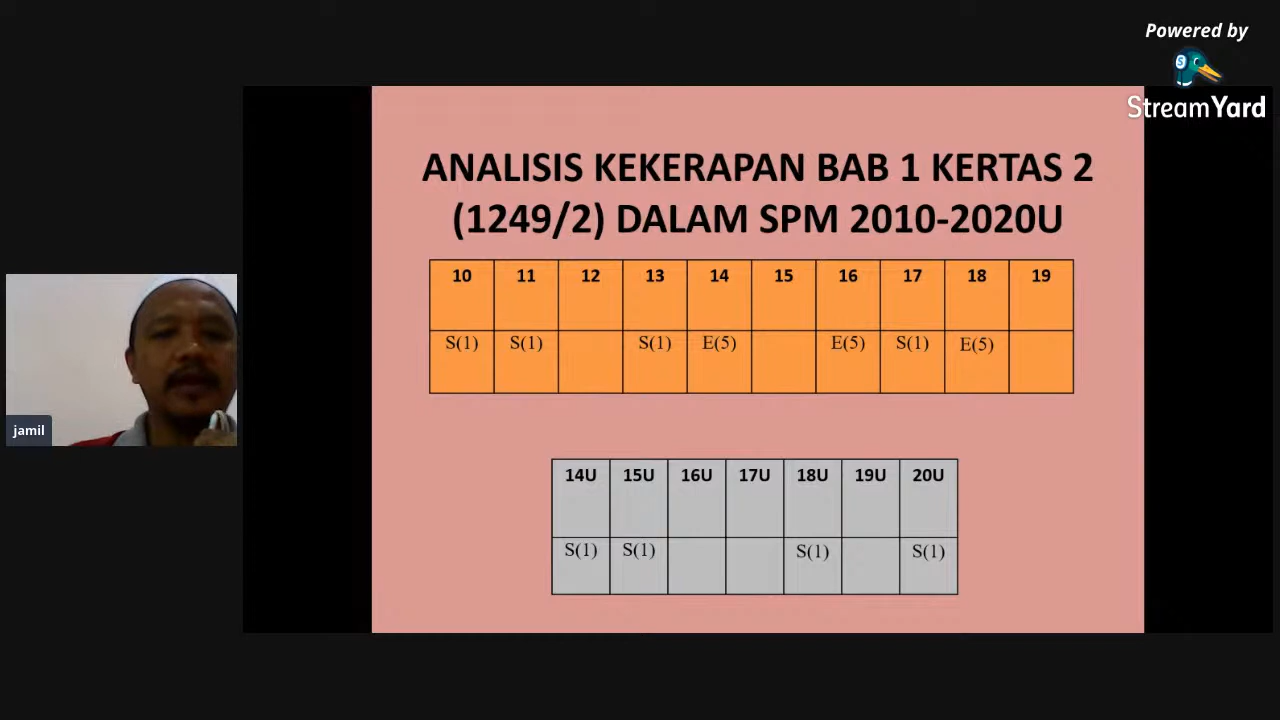 Powered by
StreamYard
ANALISIS KEKERAPAN BAB 1 KERTAS 2
(1249/2) DALAM SPM 2010-2020U
10 11 12 13 14 15 16 17 18 19
S(1) S(1) S(1) E(5) E(5) S(1) E(5)
jamil
14U 15U 16U 17U 18U 19U 20U
S(1) S(1) S(1) S(1)